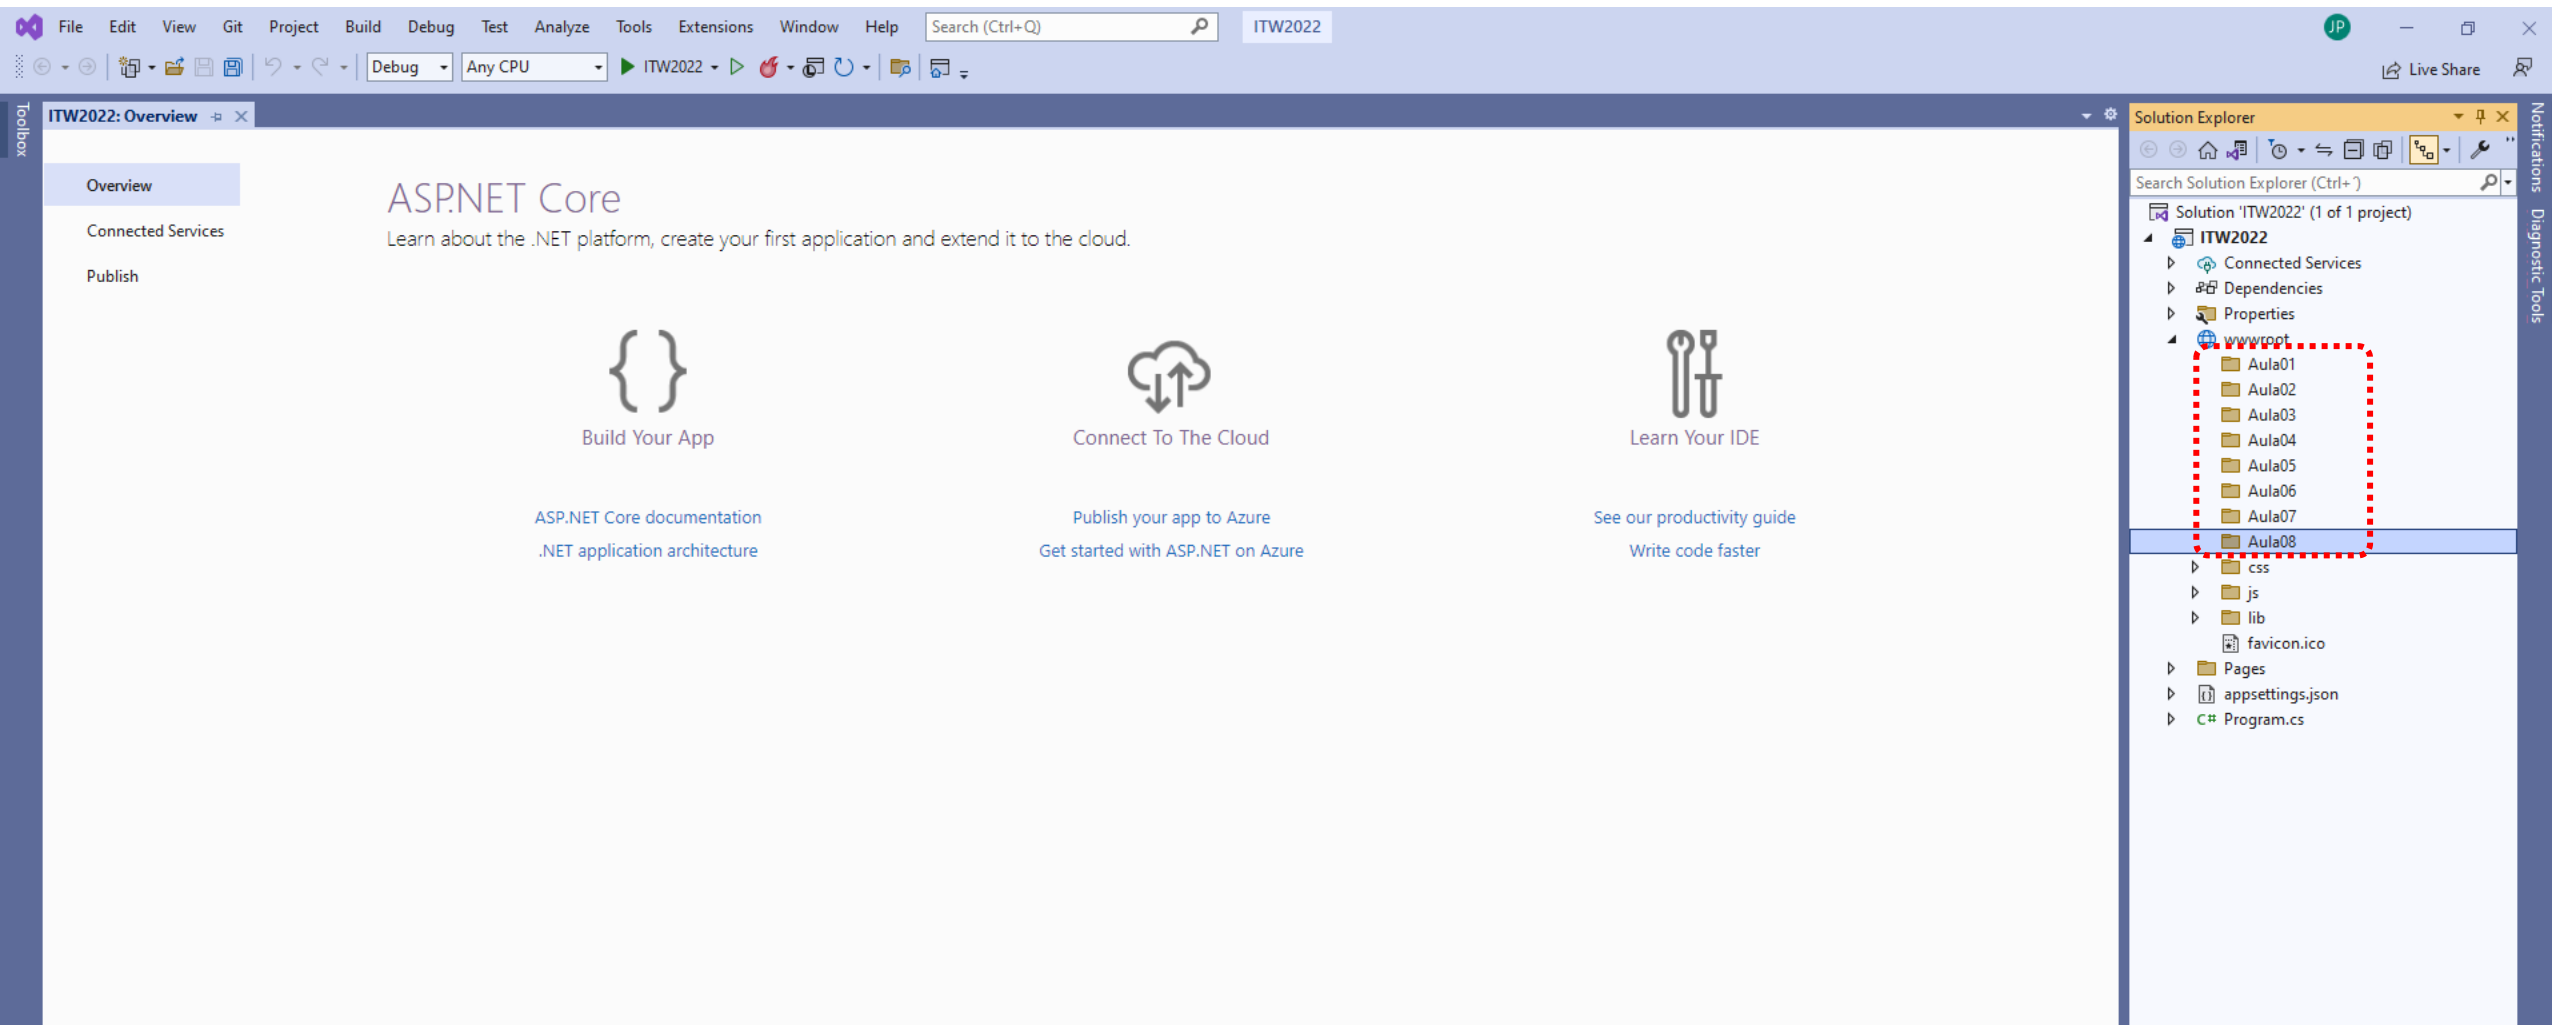 File Edit View Git Project Build Debug Test Analyze Tools Extensions Window Help Search (Ctrl+Q) ITW2022 JP
Debug Any CPU ITW2022 Live Share
Toolbox
ITW2022: Overview
Overview
Connected Services
Publish
ASP.NET Core
Learn about the .NET platform, create your first application and extend it to the cloud.
Build Your App
ASP.NET Core documentation
.NET application architecture
Connect To The Cloud
Publish your app to Azure
Get started with ASP.NET on Azure
Learn Your IDE
See our productivity guide
Write code faster
Solution Explorer
Search Solution Explorer (Ctrl+´)
Solution 'ITW2022' (1 of 1 project)
ITW2022
Connected Services
Dependencies
Properties
wwwroot
Aula01
Aula02
Aula03
Aula04
Aula05
Aula06
Aula07
Aula08
css
js
lib
favicon.ico
Pages
appsettings.json
C# Program.cs
Notifications
Diagnostic Tools